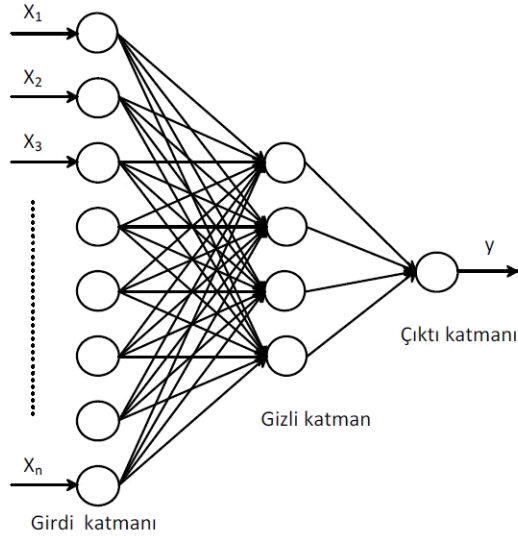 X1
X2
X3
y
Çıktı katmanı
Gizli katman
Xn
Girdi katmanı